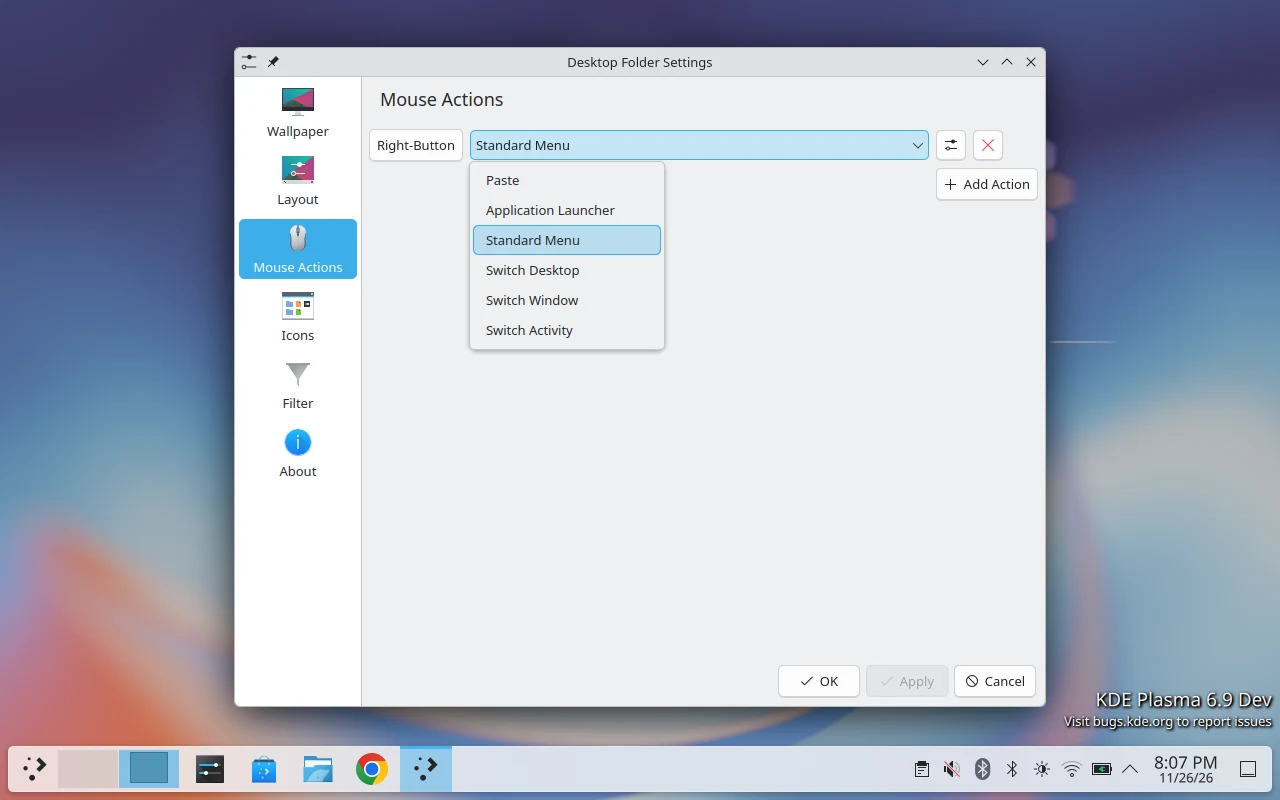 Desktop Folder Settings
Wallpaper
Layout
Mouse Actions
Icons
Filter
About
Mouse Actions
Right-Button
Standard Menu
Add Action
Paste
Application Launcher
Standard Menu
Switch Desktop
Switch Window
Switch Activity
OK
Apply
Cancel
KDE Plasma 6.9 Dev
Visit bugs.kde.org to report issues
8:07 PM
11/26/26